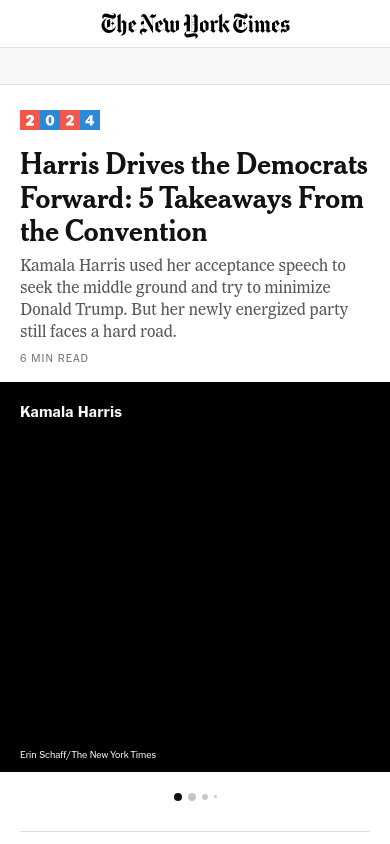 The New York Times
2024
Harris Drives the Democrats
Forward: 5 Takeaways From
the Convention
Kamala Harris used her acceptance speech to
seek the middle ground and try to minimize
Donald Trump. But her newly energized party
still faces a hard road.
6 MIN READ
Kamala Harris
Erin Schaff/The New York Times